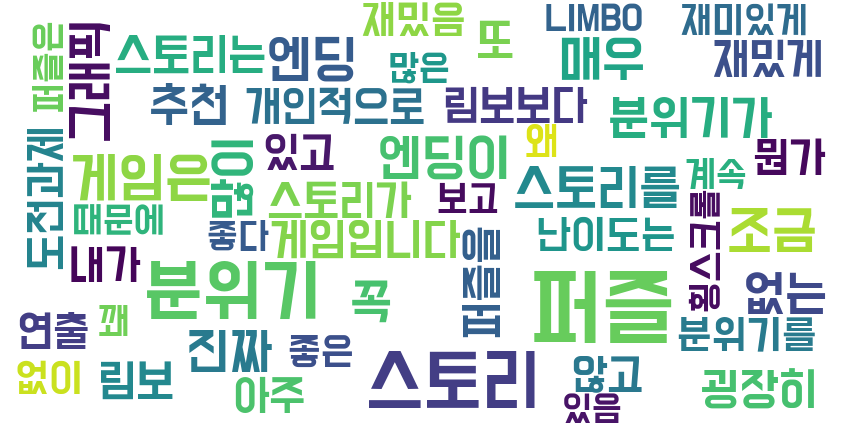 재밌음
LIMBO
재미있게
퍼즐은
그래픽
스토리는
엔딩
많은
또
매우
재밌게
추천
개인적으로
림보보다
분위기가
도전과제
게임은
이런
함
있고
엔딩이
왜
뭔가
계속
때문에
스토리가
보고
스토리를
횡스크롤
조금
내가
좋다
게임입니다
퍼즐을
난이도는
분위기
꼭
퍼즐
없는
연출
꽤
진짜
좋은
분위기를
없이
림보
아주
스토리
않고
있음
굉장히